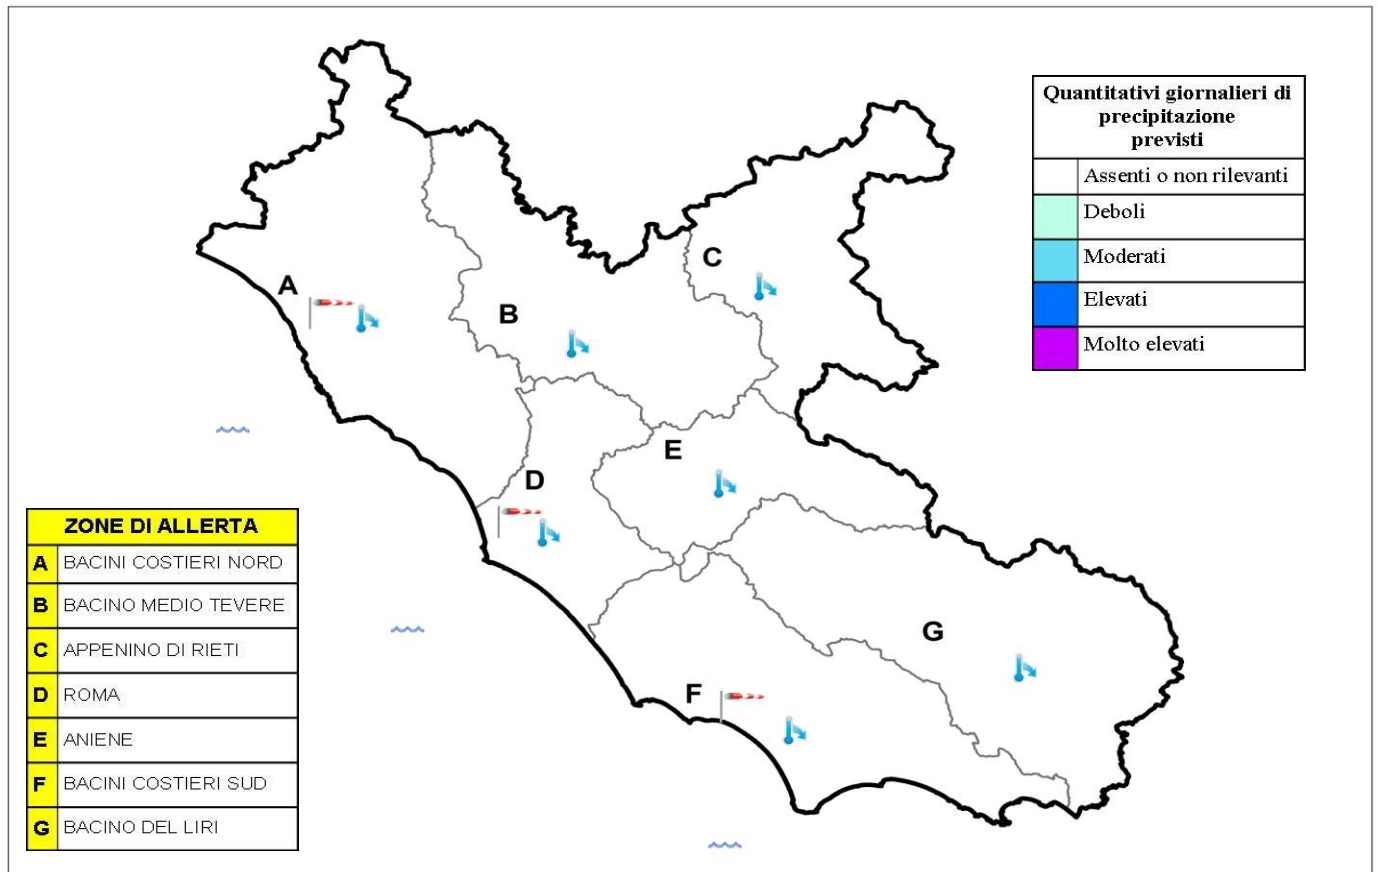 Quantitativi giornalieri di
precipitazione
previsti
Assenti o non rilevanti
Deboli
Moderati
Elevati
Molto elevati
A
B
C
D
E
F
G
ZONE DI ALLERTA
A BACINI COSTIERI NORD
B BACINO MEDIO TEVERE
C APPENINO DI RIETI
D ROMA
E ANIENE
F BACINI COSTIERI SUD
G BACINO DEL LIRI